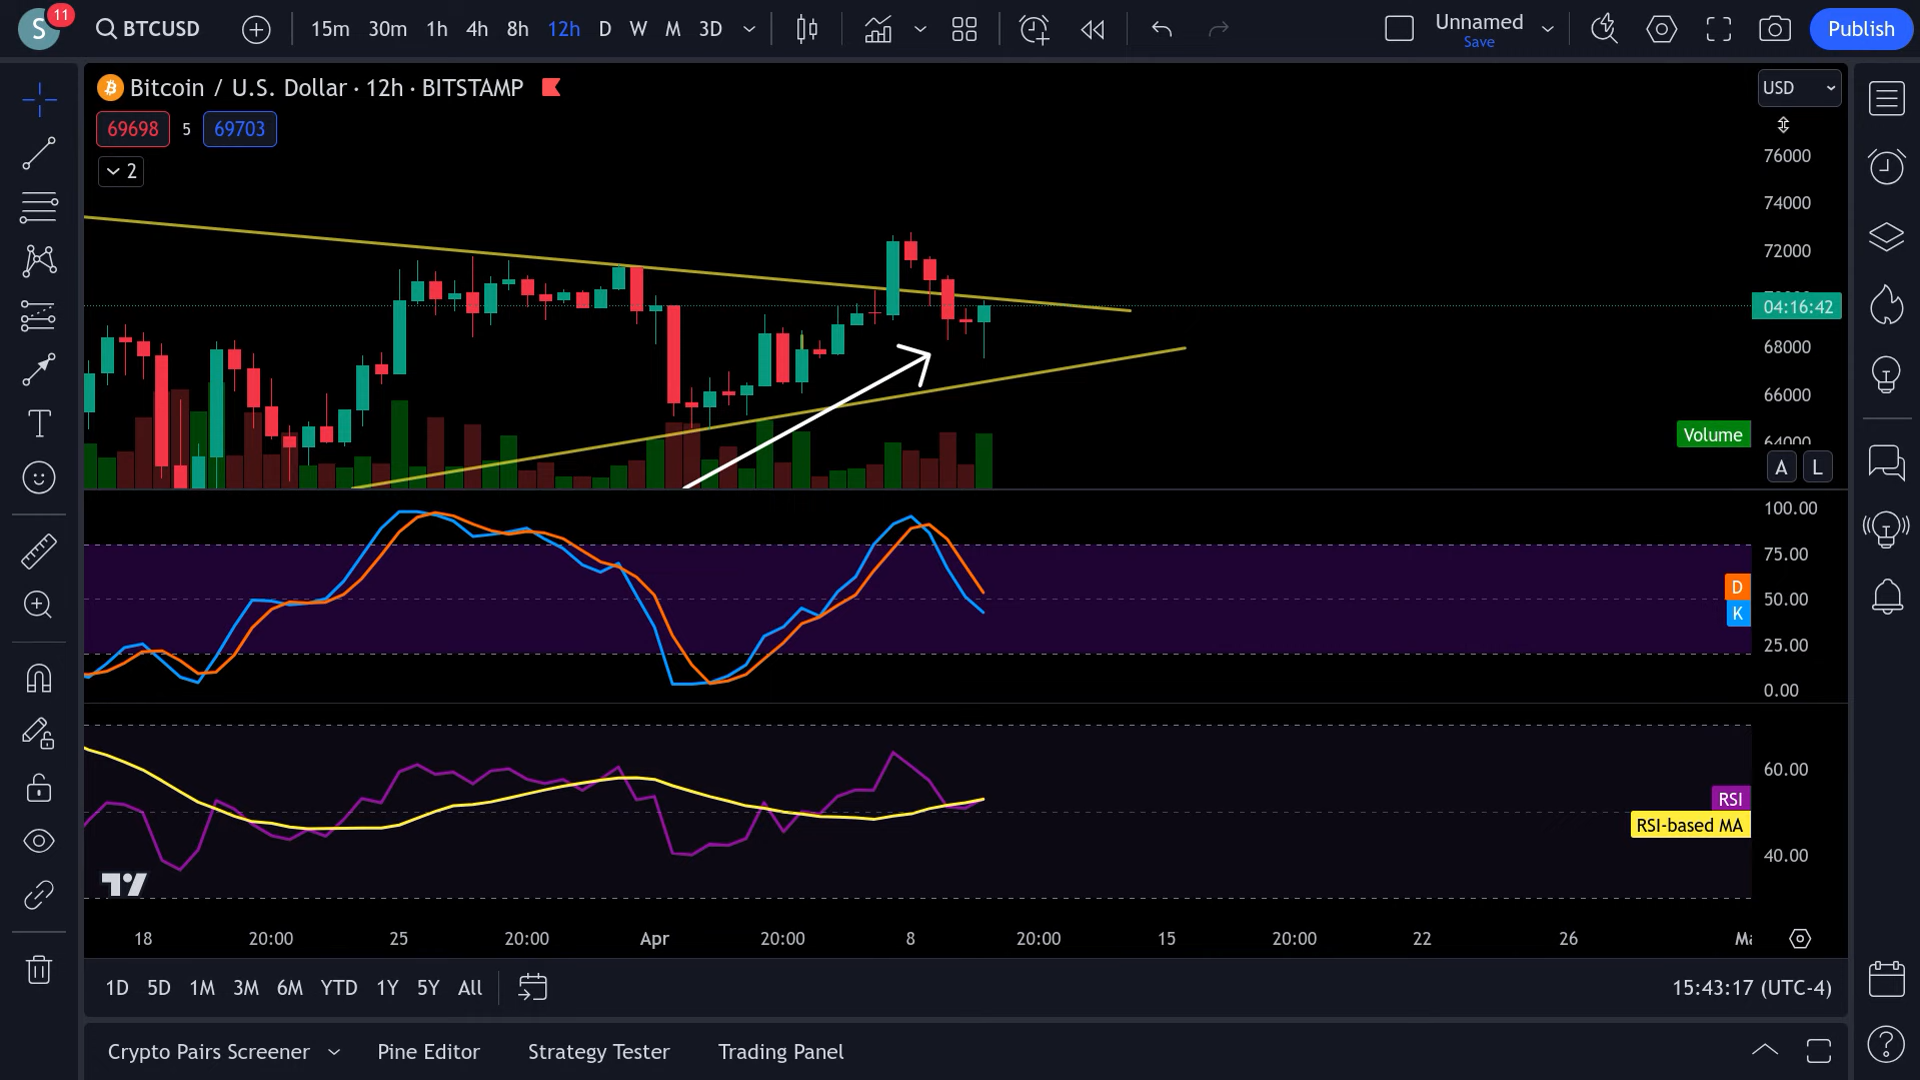 S 11 BTCUSD 15m 30m 1h 4h 8h 12h D W M 3D Unnamed Save Publish
Bitcoin / U.S. Dollar · 12h · BITSTAMP USD
69698 5 69703
2
76000
74000
72000
04:16:42
68000
66000
Volume 64000
A L
100.00
75.00
D
50.00
K
25.00
0.00
60.00
RSI
RSI-based MA
40.00
18 20:00 25 20:00 Apr 20:00 8 20:00 15 20:00 22 26
1D 5D 1M 3M 6M YTD 1Y 5Y All 15:43:17 (UTC-4)
Crypto Pairs Screener Pine Editor Strategy Tester Trading Panel